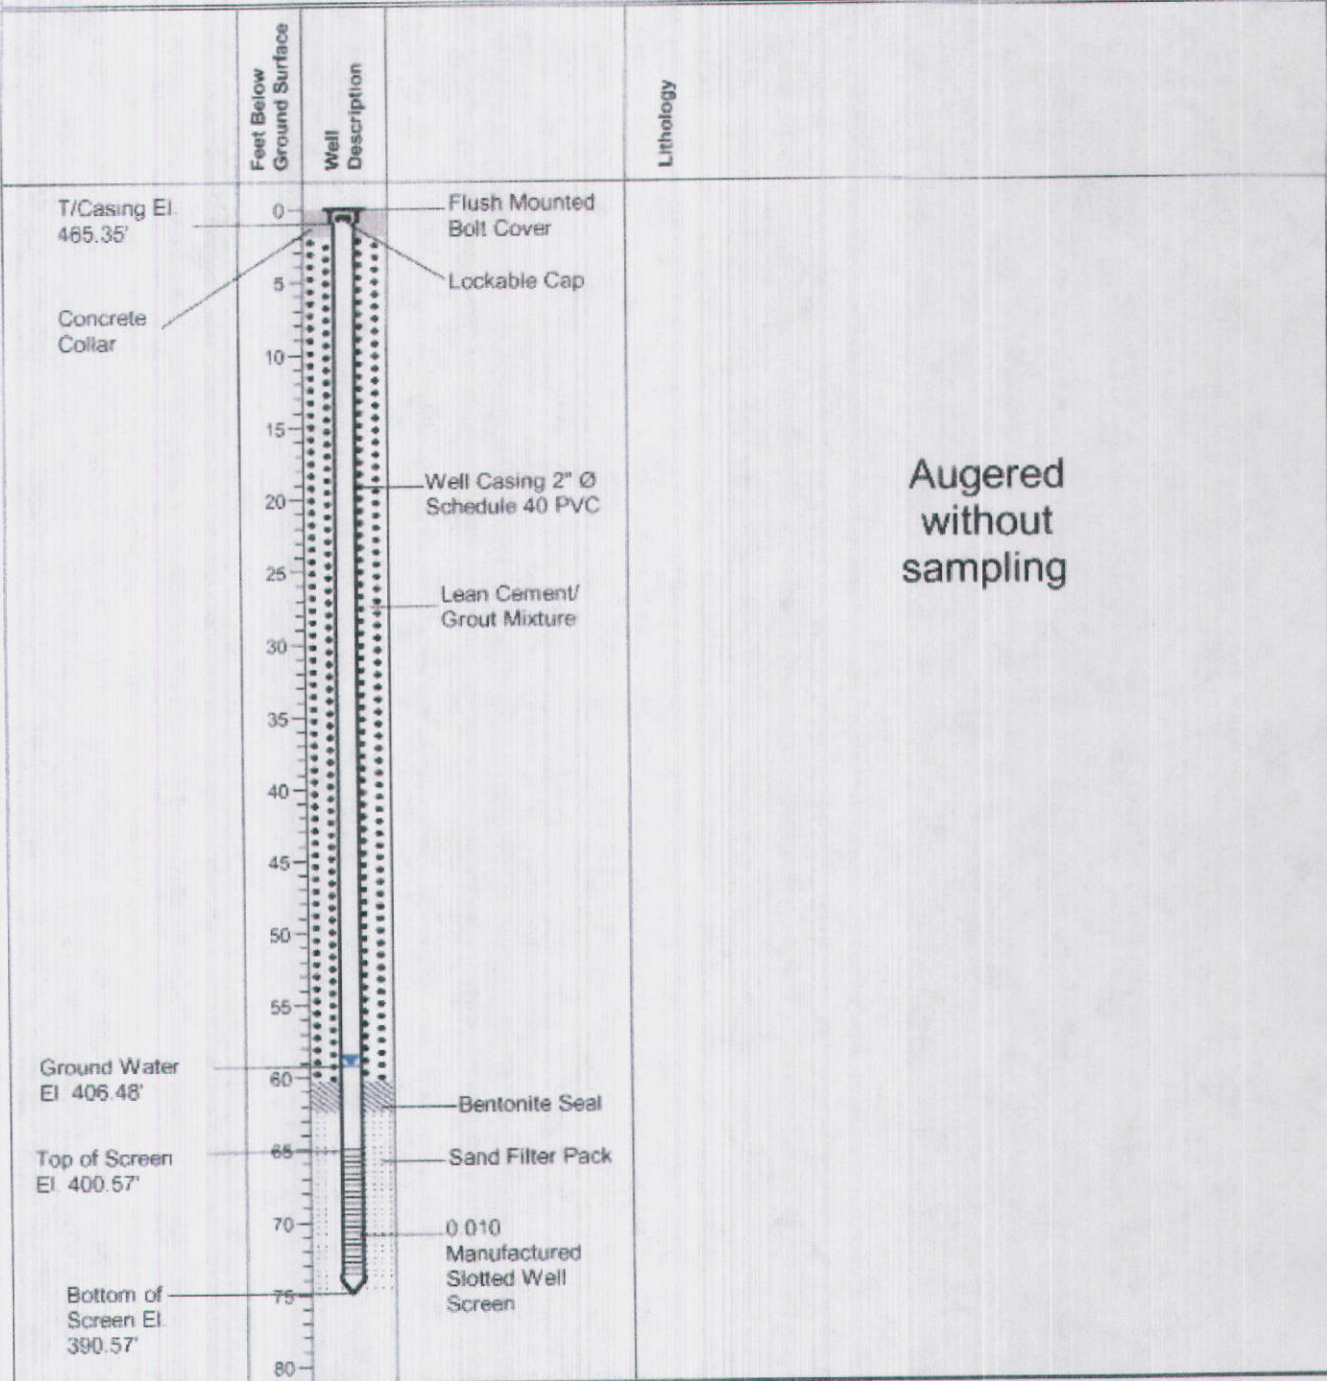 Feet Below
Ground Surface
Well
Description
Lithology
T/Casing El.
465.35'
Concrete
Collar
0
5
10
15
20
25
30
35
40
45
50
55
60
65
70
75
80
Flush Mounted
Bolt Cover
Lockable Cap
Well Casing 2" Ø
Schedule 40 PVC
Lean Cement/
Grout Mixture
Augered
without
sampling
Ground Water
El 406.48'
Bentonite Seal
Top of Screen
El. 400.57'
Sand Filter Pack
0.010
Manufactured
Slotted Well
Screen
Bottom of
Screen El.
390.57'